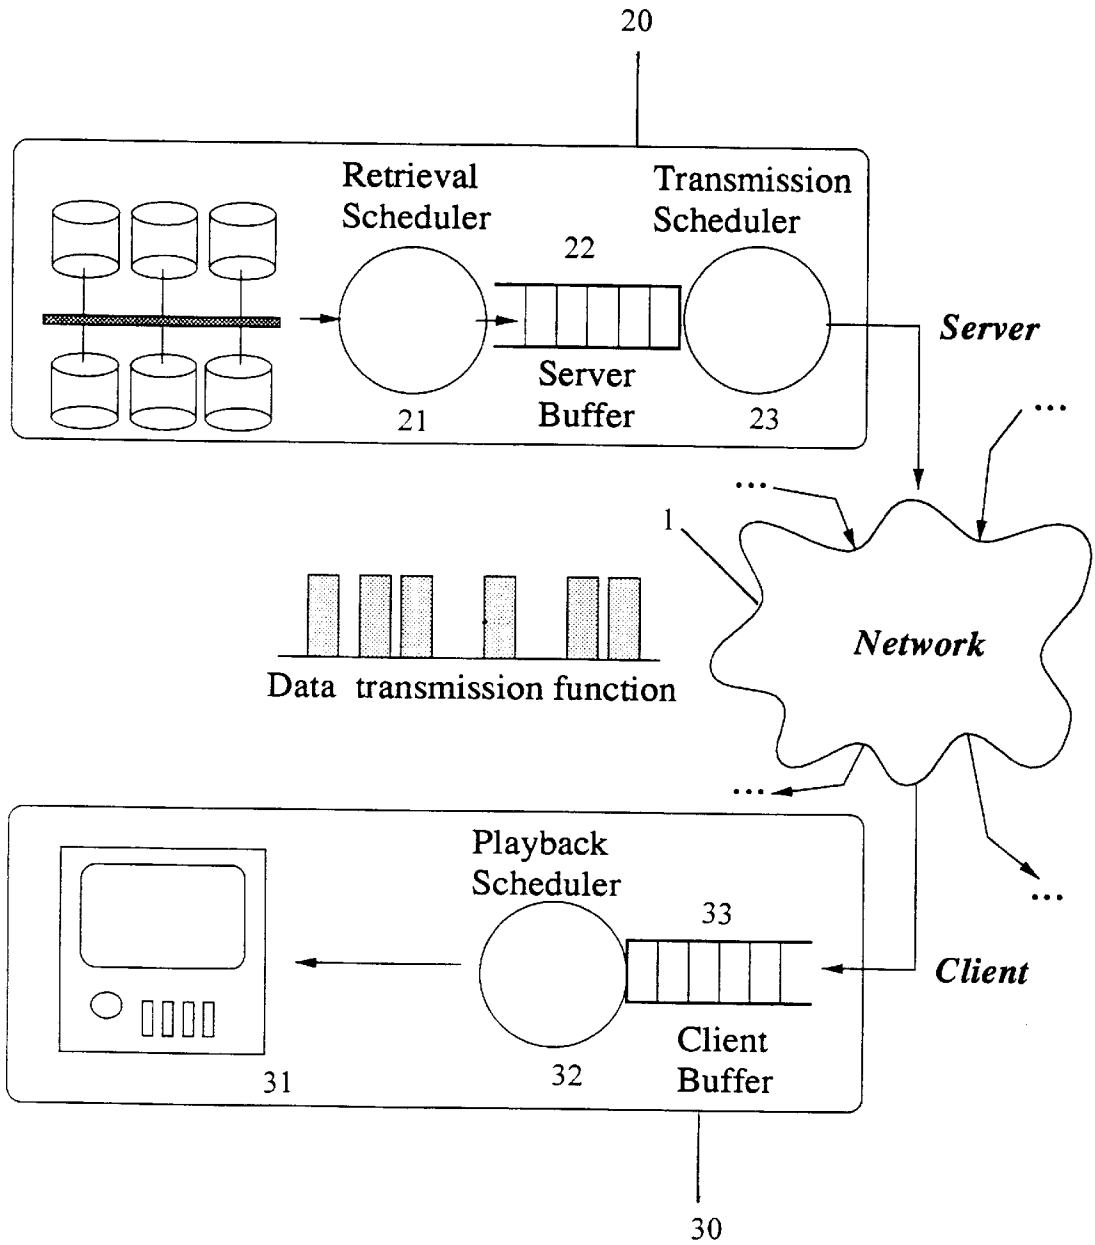 20
Retrieval
Scheduler
Transmission
Scheduler
22
Server
Server
Buffer
21
23
...
...
1
Network
Data transmission function
...
Playback
Scheduler
33
...
Client
Client
Buffer
32
31
30